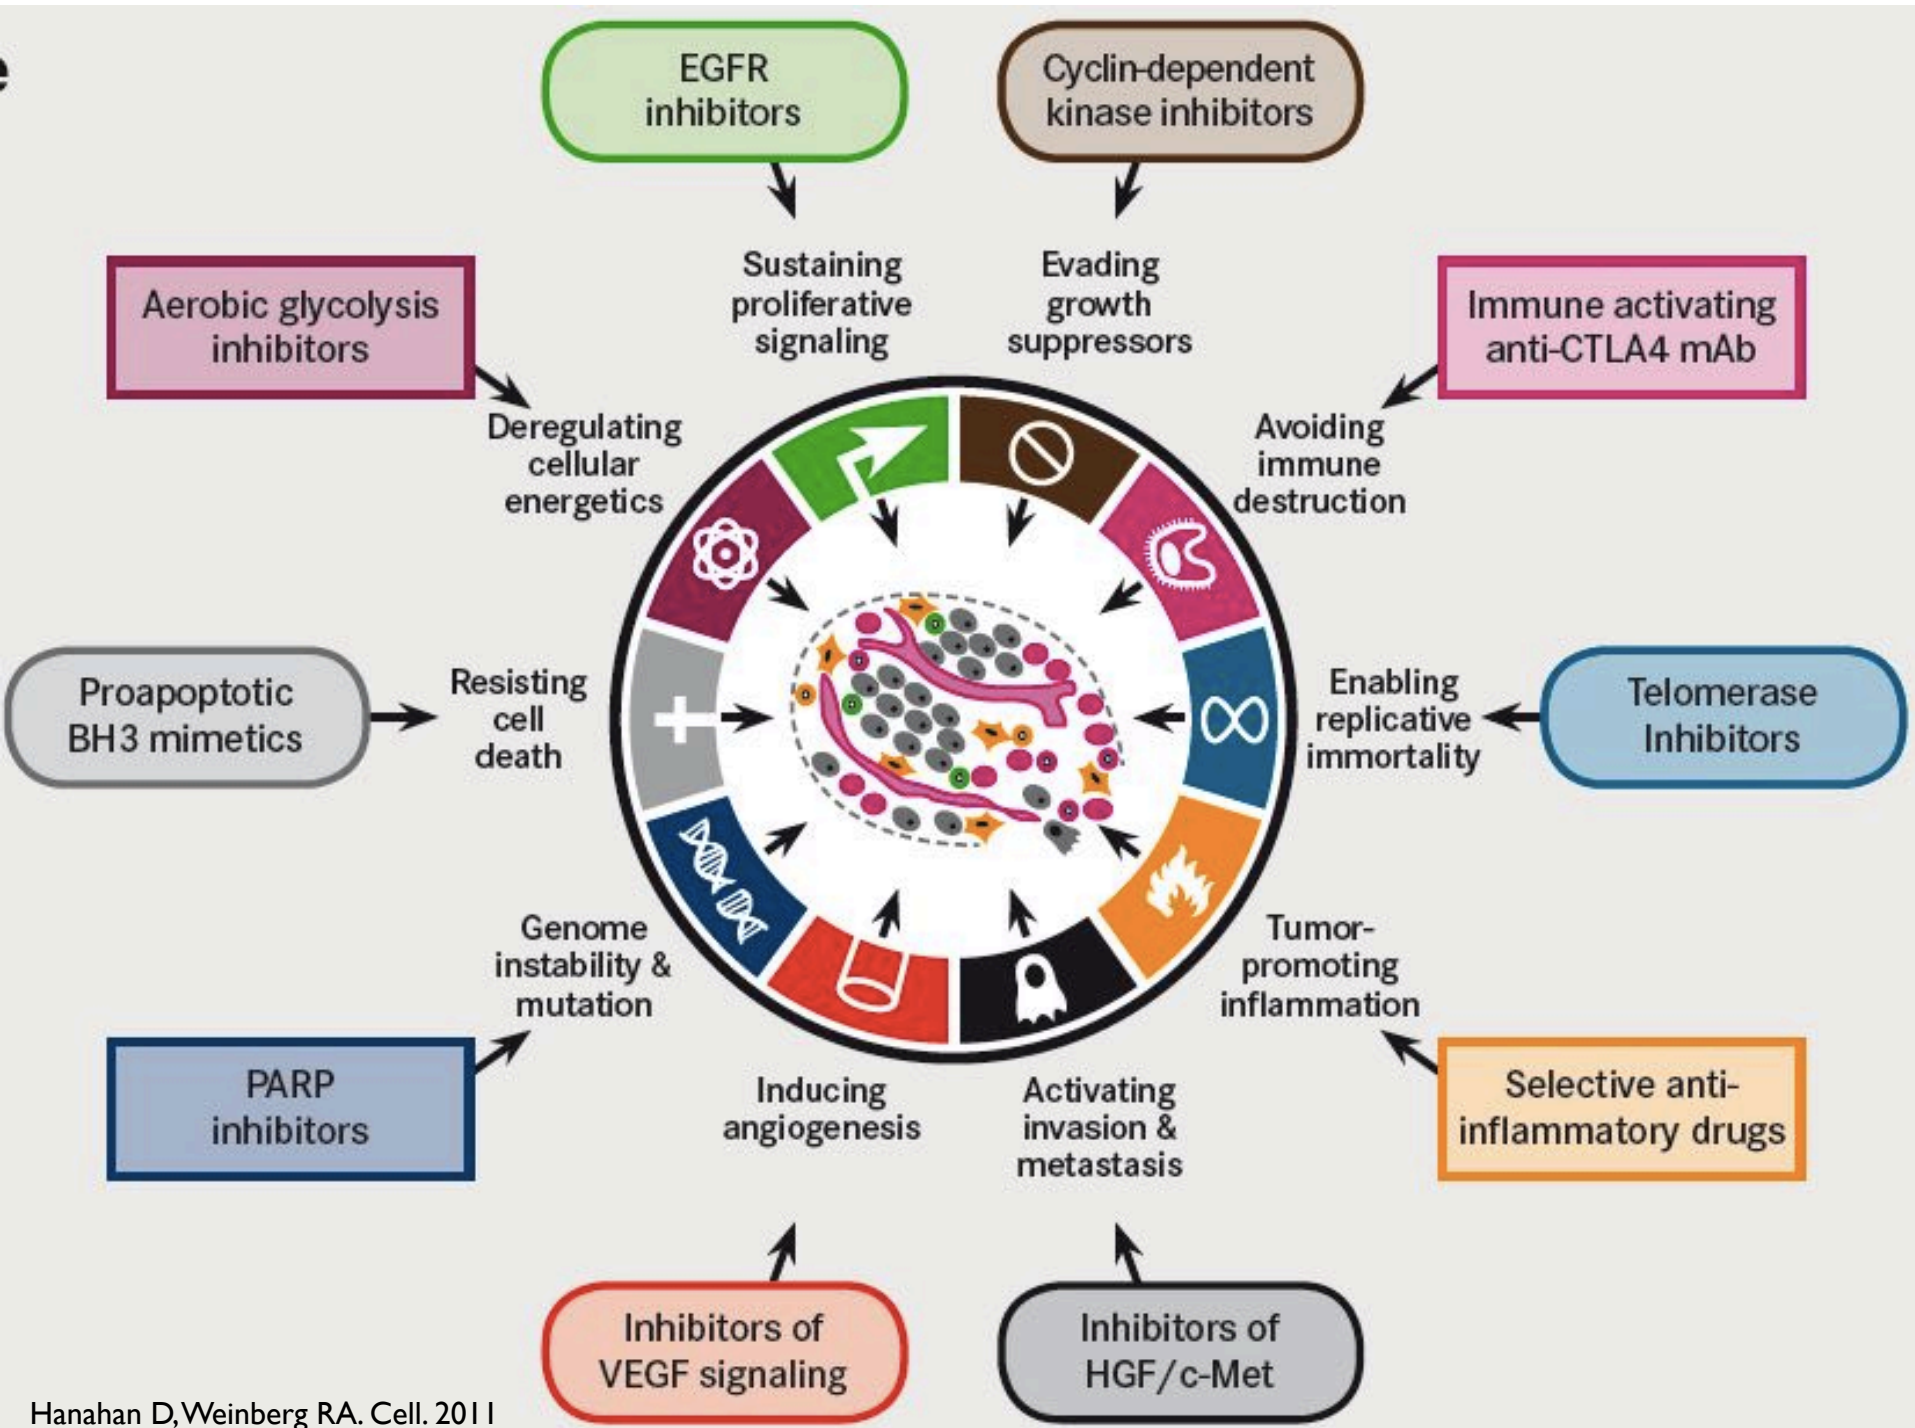 e
EGFR
inhibitors
Cyclin-dependent
kinase inhibitors
Sustaining
proliferative
signaling
Evading
growth
suppressors
Aerobic glycolysis
inhibitors
Immune activating
anti-CTLA4 mAb
Deregulating
cellular
energetics
Avoiding
immune
destruction
Proapoptotic
BH3 mimetics
Resisting
cell
death
Enabling
replicative
immortality
Telomerase
Inhibitors
Genome
instability &
mutation
Tumor-
promoting
inflammation
PARP
inhibitors
Inducing
angiogenesis
Activating
invasion &
metastasis
Selective anti-
inflammatory drugs
Inhibitors of
VEGF signaling
Inhibitors of
HGF/c-Met
Hanahan D, Weinberg RA. Cell. 2011